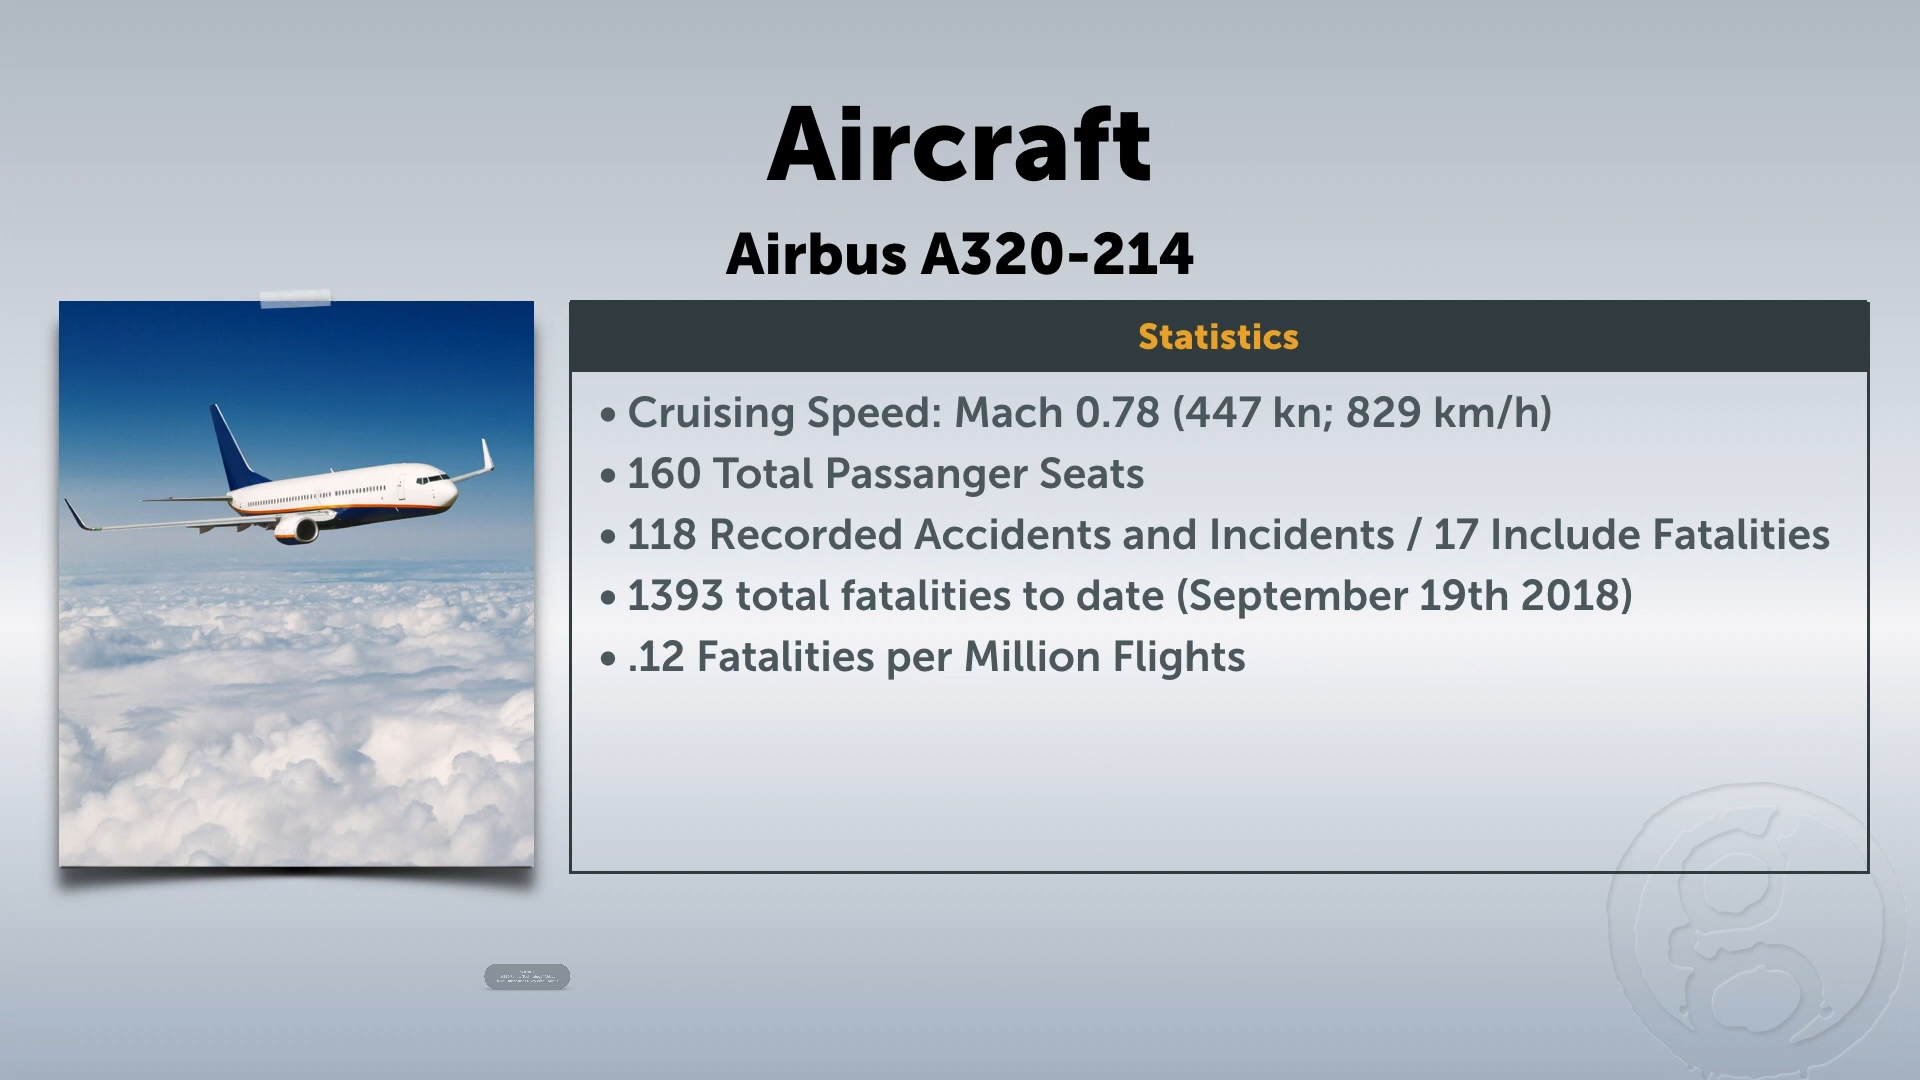 Aircraft
Airbus A320-214
Statistics
• Cruising Speed: Mach 0.78 (447 kn; 829 km/h)
• 160 Total Passanger Seats
• 118 Recorded Accidents and Incidents / 17 Include Fatalities
• 1393 total fatalities to date (September 19th 2018)
• .12 Fatalities per Million Flights